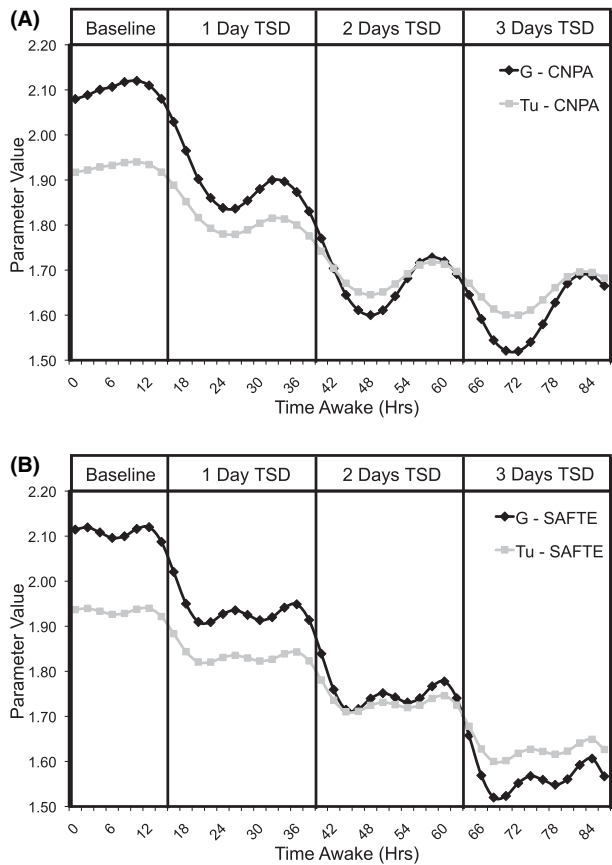 (A)
Baseline 1 Day TSD 2 Days TSD 3 Days TSD
2.20
2.10
2.00
1.90
1.80
1.70
1.60
1.50
Parameter Value
G - CNPA
Tu - CNPA
0 6 12 18 24 30 36 42 48 54 60 66 72 78 84
Time Awake (Hrs)
(B)
Baseline 1 Day TSD 2 Days TSD 3 Days TSD
2.20
2.10
2.00
1.90
1.80
1.70
1.60
1.50
Parameter Value
G - SAFTE
Tu - SAFTE
0 6 12 18 24 30 36 42 48 54 60 66 72 78 84
Time Awake (Hrs)